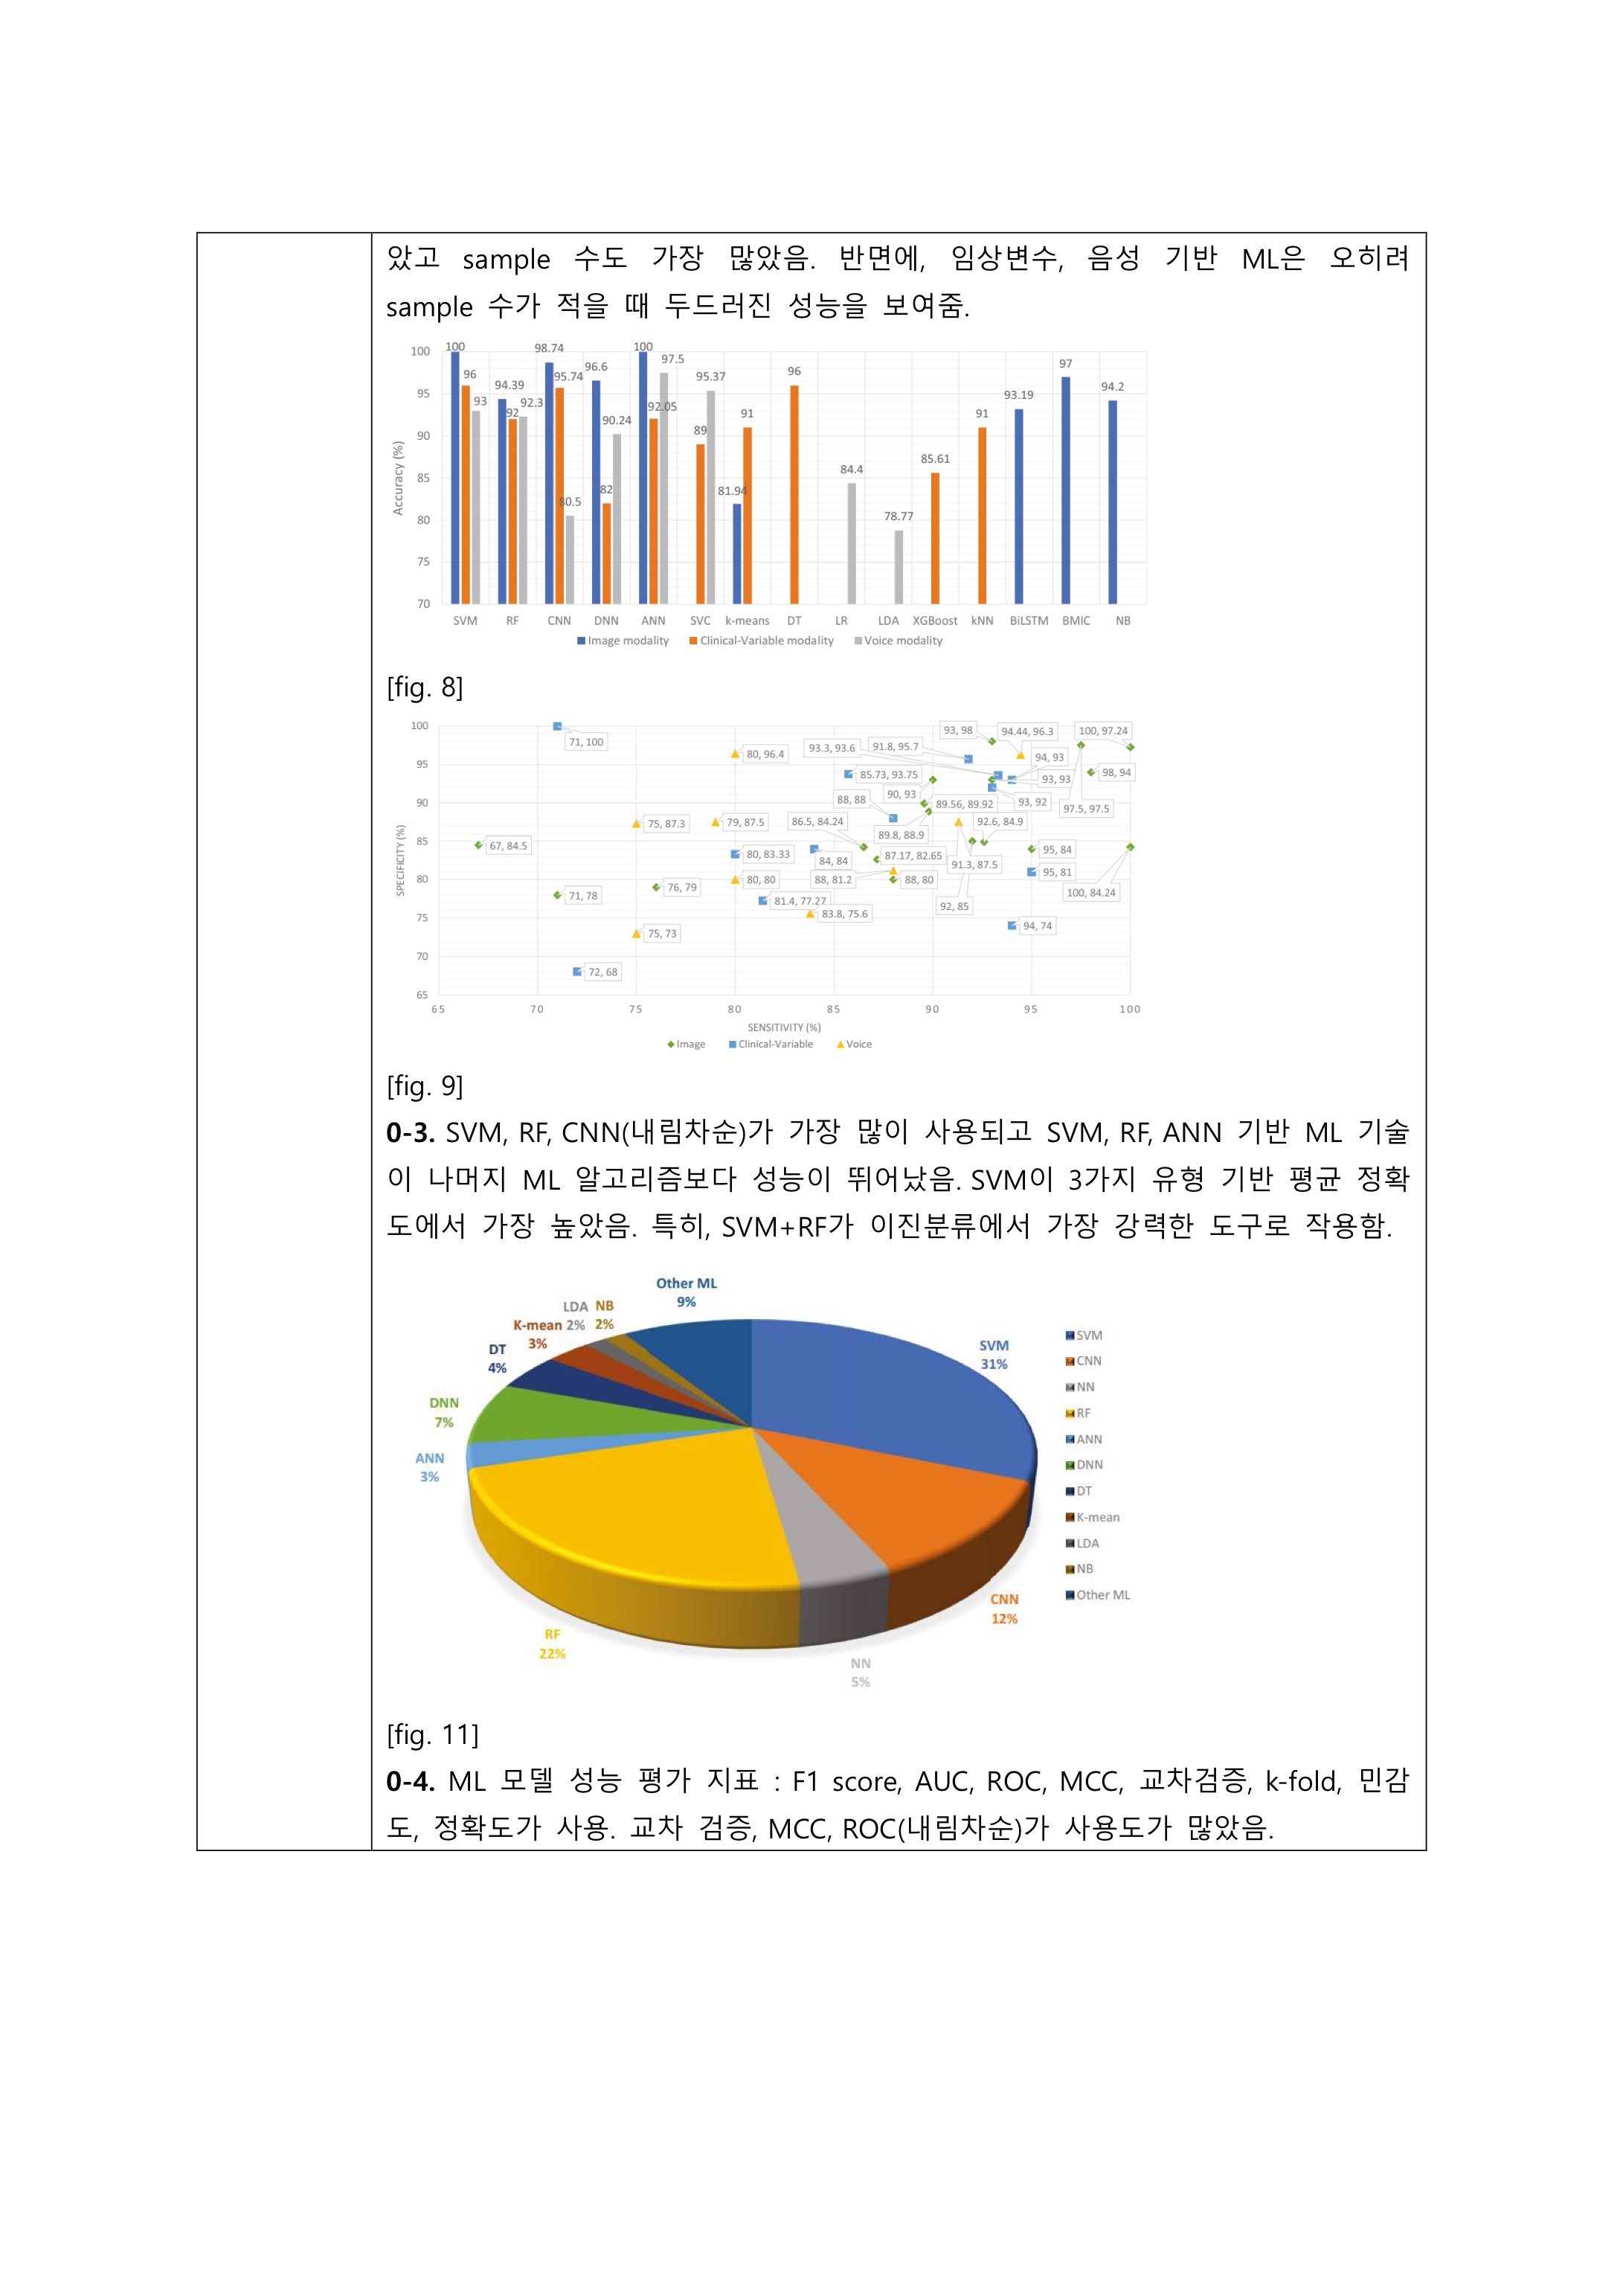 았고 sample 수도 가장 많았음. 반면에, 임상변수, 음성 기반 ML은 오히려
sample 수가 적을 때 두드러진 성능을 보여줌.
100
95
90
85
80
75
70
Accuracy (%)
100
96
93
94.39
92
92.3
98.74
95.74
80.5
96.6
82
90.24
100
92.05
97.5
89
95.37
81.94
91
96
84.4
78.77
85.61
91
93.19
97
94.2
SVM RF CNN DNN ANN SVC k-means DT LR LDA XGBoost kNN BiLSTM BMIC NB
Image modality Clinical-Variable modality Voice modality
[fig. 8]
100
95
90
85
80
75
70
65
SPECIFICITY (%)
71, 100
80, 96.4
93.3, 93.6
91.8, 95.7
93, 98
94.44, 96.3
100, 97.24
94, 93
85.73, 93.75
93, 93
98, 94
90, 93
88, 88
89.56, 89.92
93, 92
97.5, 97.5
75, 87.3
79, 87.5
86.5, 84.24
89.8, 88.9
92.6, 84.9
67, 84.5
80, 83.33
84, 84
87.17, 82.65
91.3, 87.5
95, 84
71, 78
76, 79
80, 80
88, 81.2
88, 80
95, 81
100, 84.24
81.4, 77.27
83.8, 75.6
92, 85
75, 73
94, 74
72, 68
65 70 75 80 85 90 95 100
SENSITIVITY (%)
Image Clinical-Variable Voice
[fig. 9]
0-3. SVM, RF, CNN(내림차순)가 가장 많이 사용되고 SVM, RF, ANN 기반 ML 기술
이 나머지 ML 알고리즘보다 성능이 뛰어났음. SVM이 3가지 유형 기반 평균 정확
도에서 가장 높았음. 특히, SVM+RF가 이진분류에서 가장 강력한 도구로 작용함.
Other ML
9%
LDA
2%
NB
2%
K-mean
3%
DT
4%
DNN
7%
ANN
3%
RF
22%
NN
5%
CNN
12%
SVM
31%
SVM
CNN
NN
RF
ANN
DNN
DT
K-mean
LDA
NB
Other ML
[fig. 11]
0-4. ML 모델 성능 평가 지표 : F1 score, AUC, ROC, MCC, 교차검증, k-fold, 민감
도, 정확도가 사용. 교차 검증, MCC, ROC(내림차순)가 사용도가 많았음.